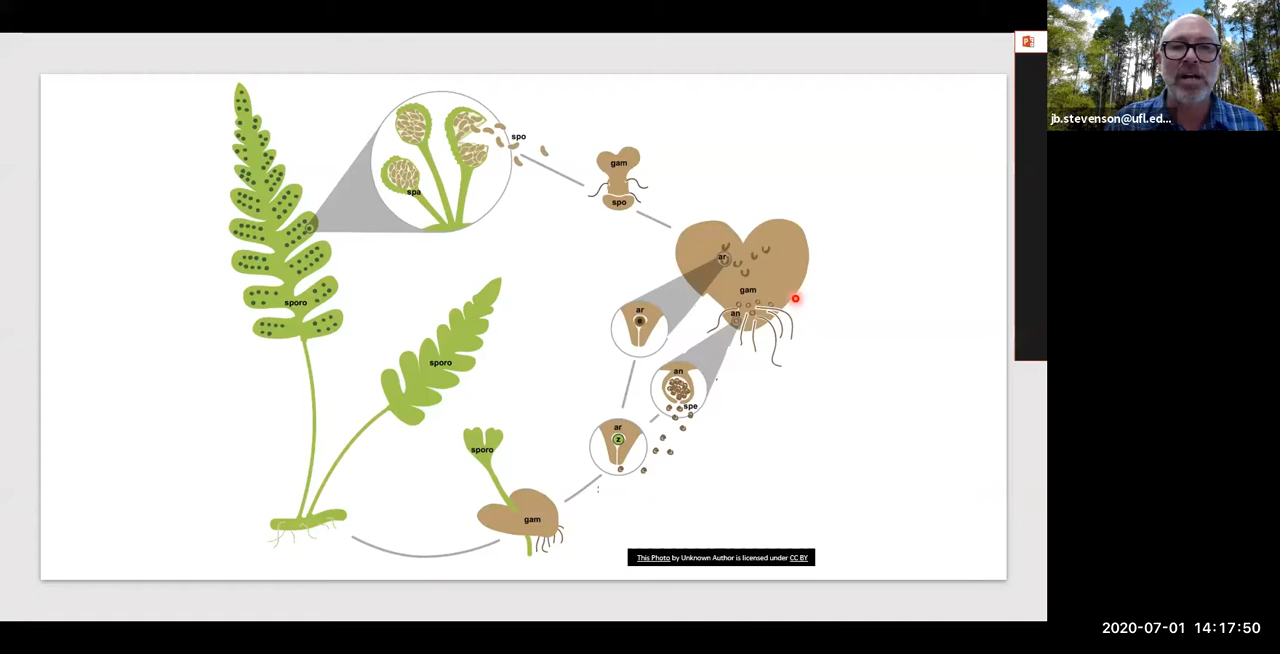 spo
gam
spa
spo
ar
gam
sporo
ar
e
an
sporo
an
spe
ar
z
sporo
gam
This Photo by Unknown Author is licensed under CC BY
jb.stevenson@ufl.ed...
2020-07-01 14:17:50